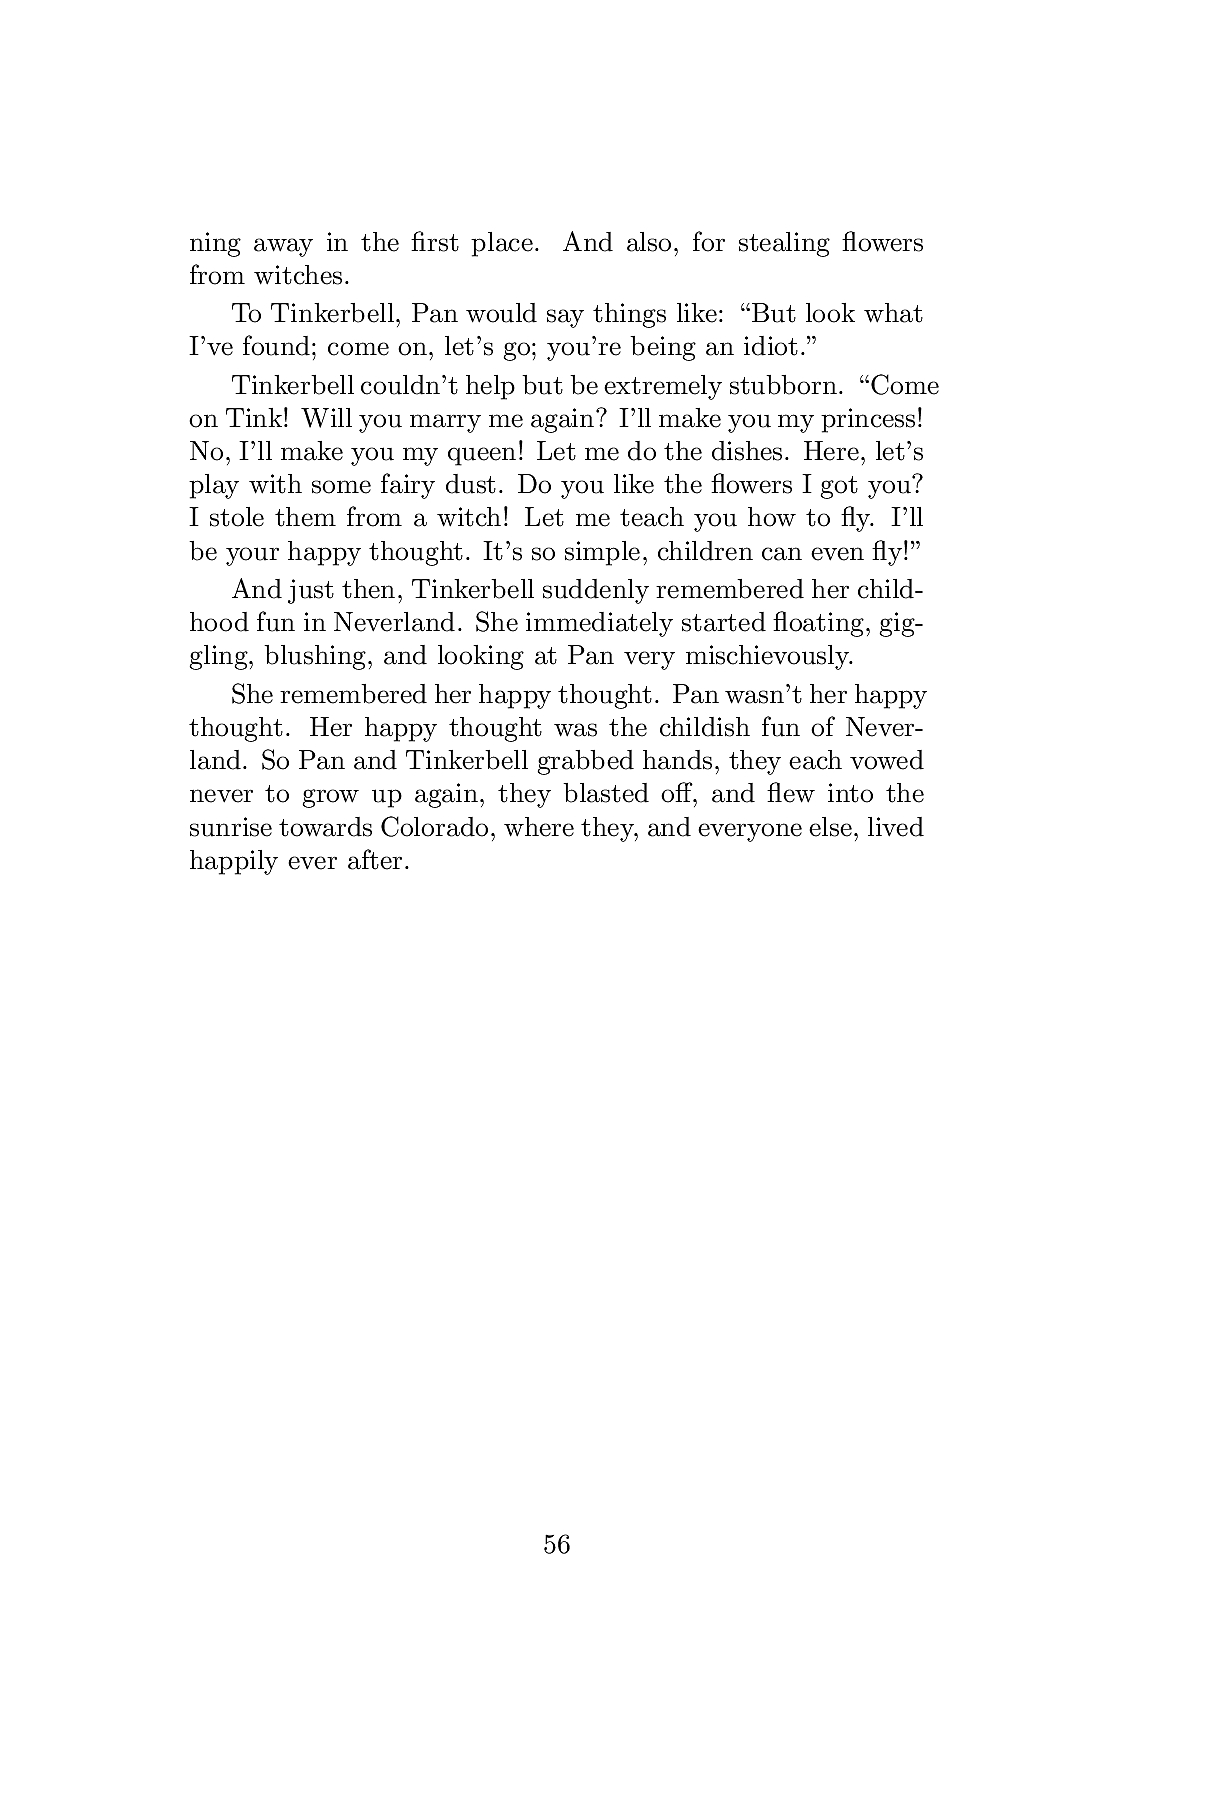 ning away in the first place. And also, for stealing flowers
from witches.
To Tinkerbell, Pan would say things like: “But look what
I’ve found; come on, let’s go; you’re being an idiot.”
Tinkerbell couldn’t help but be extremely stubborn. “Come
on Tink! Will you marry me again? I’ll make you my princess!
No, I’ll make you my queen! Let me do the dishes. Here, let’s
play with some fairy dust. Do you like the flowers I got you?
I stole them from a witch! Let me teach you how to fly. I’ll
be your happy thought. It’s so simple, children can even fly!”
And just then, Tinkerbell suddenly remembered her child-
hood fun in Neverland. She immediately started floating, gig-
gling, blushing, and looking at Pan very mischievously.
She remembered her happy thought. Pan wasn’t her happy
thought. Her happy thought was the childish fun of Never-
land. So Pan and Tinkerbell grabbed hands, they each vowed
never to grow up again, they blasted off, and flew into the
sunrise towards Colorado, where they, and everyone else, lived
happily ever after.
56